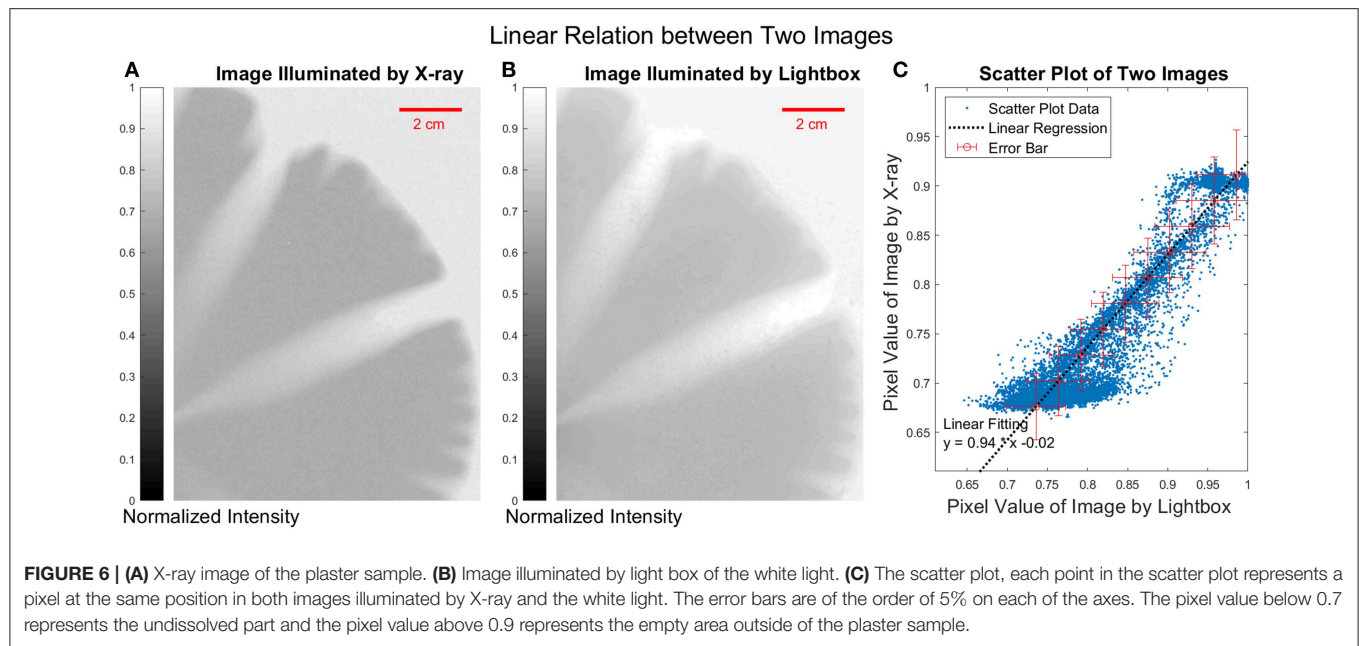 Linear Relation between Two Images
A
Image Illuminated by X-ray
1
0.9
0.8
0.7
0.6
0.5
0.4
0.3
0.2
0.1
0
2 cm
Normalized Intensity
B
Image Iluminated by Lightbox
1
0.9
0.8
0.7
0.6
0.5
0.4
0.3
0.2
0.1
0
2 cm
Normalized Intensity
C
Scatter Plot of Two Images
Scatter Plot Data
Linear Regression
Error Bar
Pixel Value of Image by X-ray
0.95
0.9
0.85
0.8
0.75
0.7
0.65
Linear Fitting
y = 0.94 * x -0.02
0.65 0.7 0.75 0.8 0.85 0.9 0.95 1
Pixel Value of Image by Lightbox
FIGURE 6 | (A) X-ray image of the plaster sample. (B) Image illuminated by light box of the white light. (C) The scatter plot, each point in the scatter plot represents a
pixel at the same position in both images illuminated by X-ray and the white light. The error bars are of the order of 5% on each of the axes. The pixel value below 0.7
represents the undissolved part and the pixel value above 0.9 represents the empty area outside of the plaster sample.